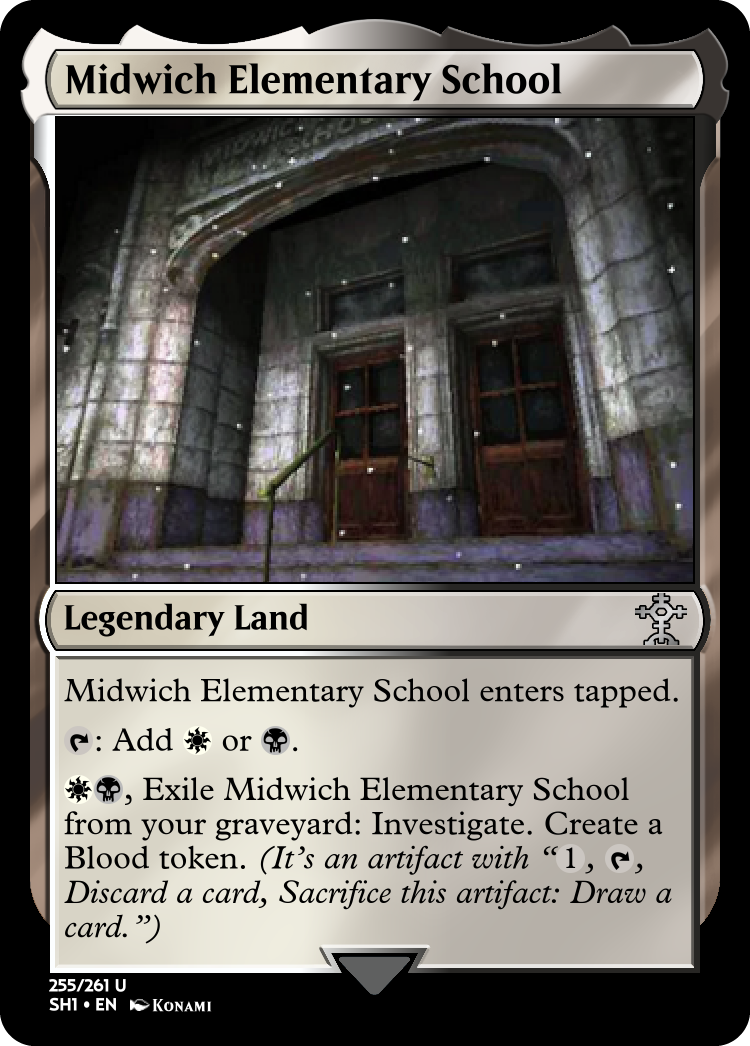 Midwich Elementary School
MIDWICH
SCHOOL
Legendary Land
Midwich Elementary School enters tapped.
: Add or .
, Exile Midwich Elementary School
from your graveyard: Investigate. Create a
Blood token. (It's an artifact with “1, ,
Discard a card, Sacrifice this artifact: Draw a
card.”)
255/261 U
SH1 • EN KONAMI